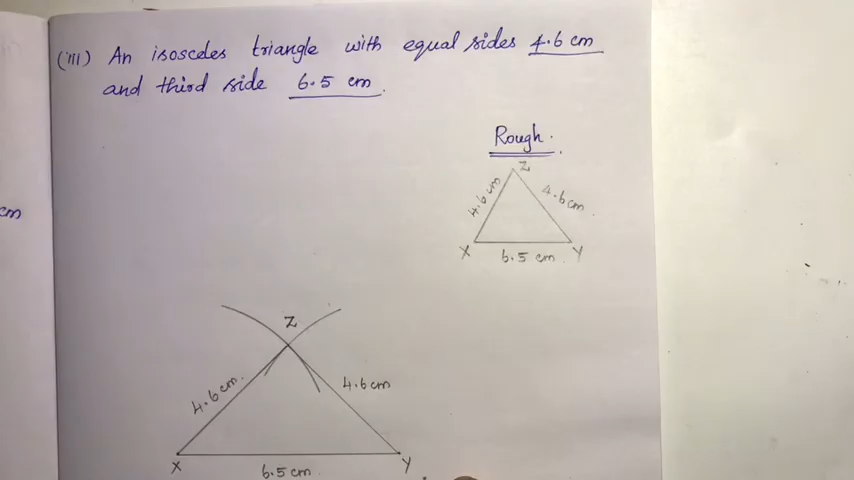 (iii) An isosceles triangle with equal sides 4.6 cm
and third side 6.5 cm.
Rough.
Z
4.6 cm
4.6 cm.
X
Y
6.5 cm.
cm
Z
4.6 cm.
4.6 cm
X
Y
6.5 cm.